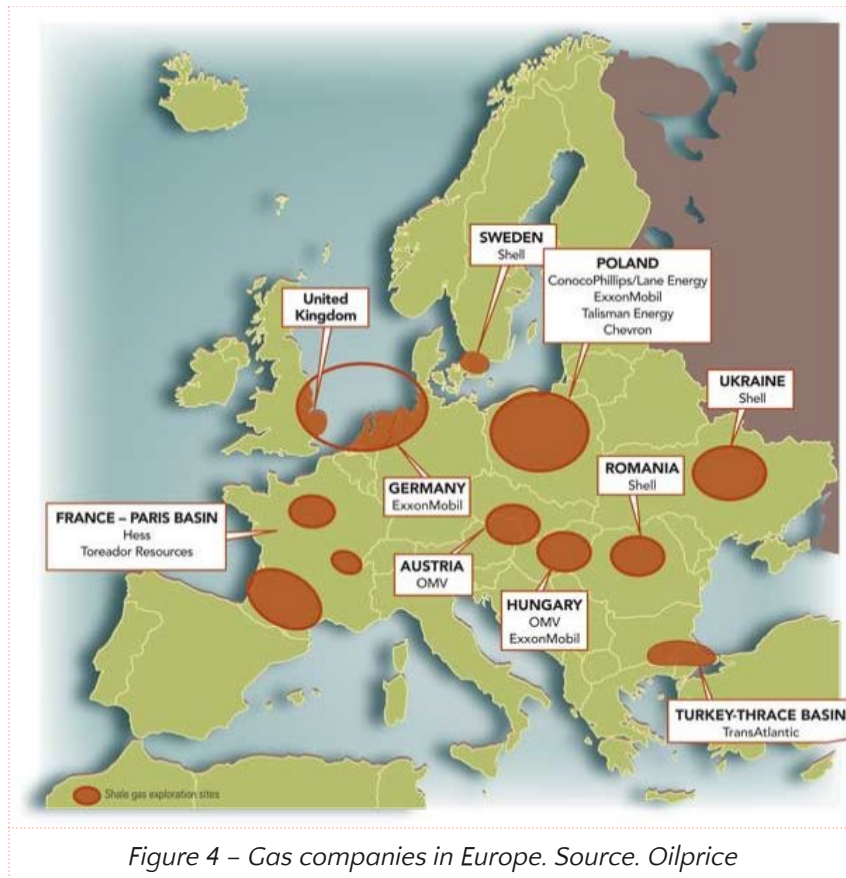 SWEDEN
Shell
POLAND
ConocoPhillips/Lane Energy
ExxonMobil
Talisman Energy
Chevron
United
Kingdom
UKRAINE
Shell
ROMANIA
Shell
GERMANY
ExxonMobil
FRANCE – PARIS BASIN
Hess
Toreador Resources
AUSTRIA
OMV
HUNGARY
OMV
ExxonMobil
TURKEY-THRACE BASIN
TransAtlantic
Shale gas exploration sites
Figure 4 – Gas companies in Europe. Source. Oilprice